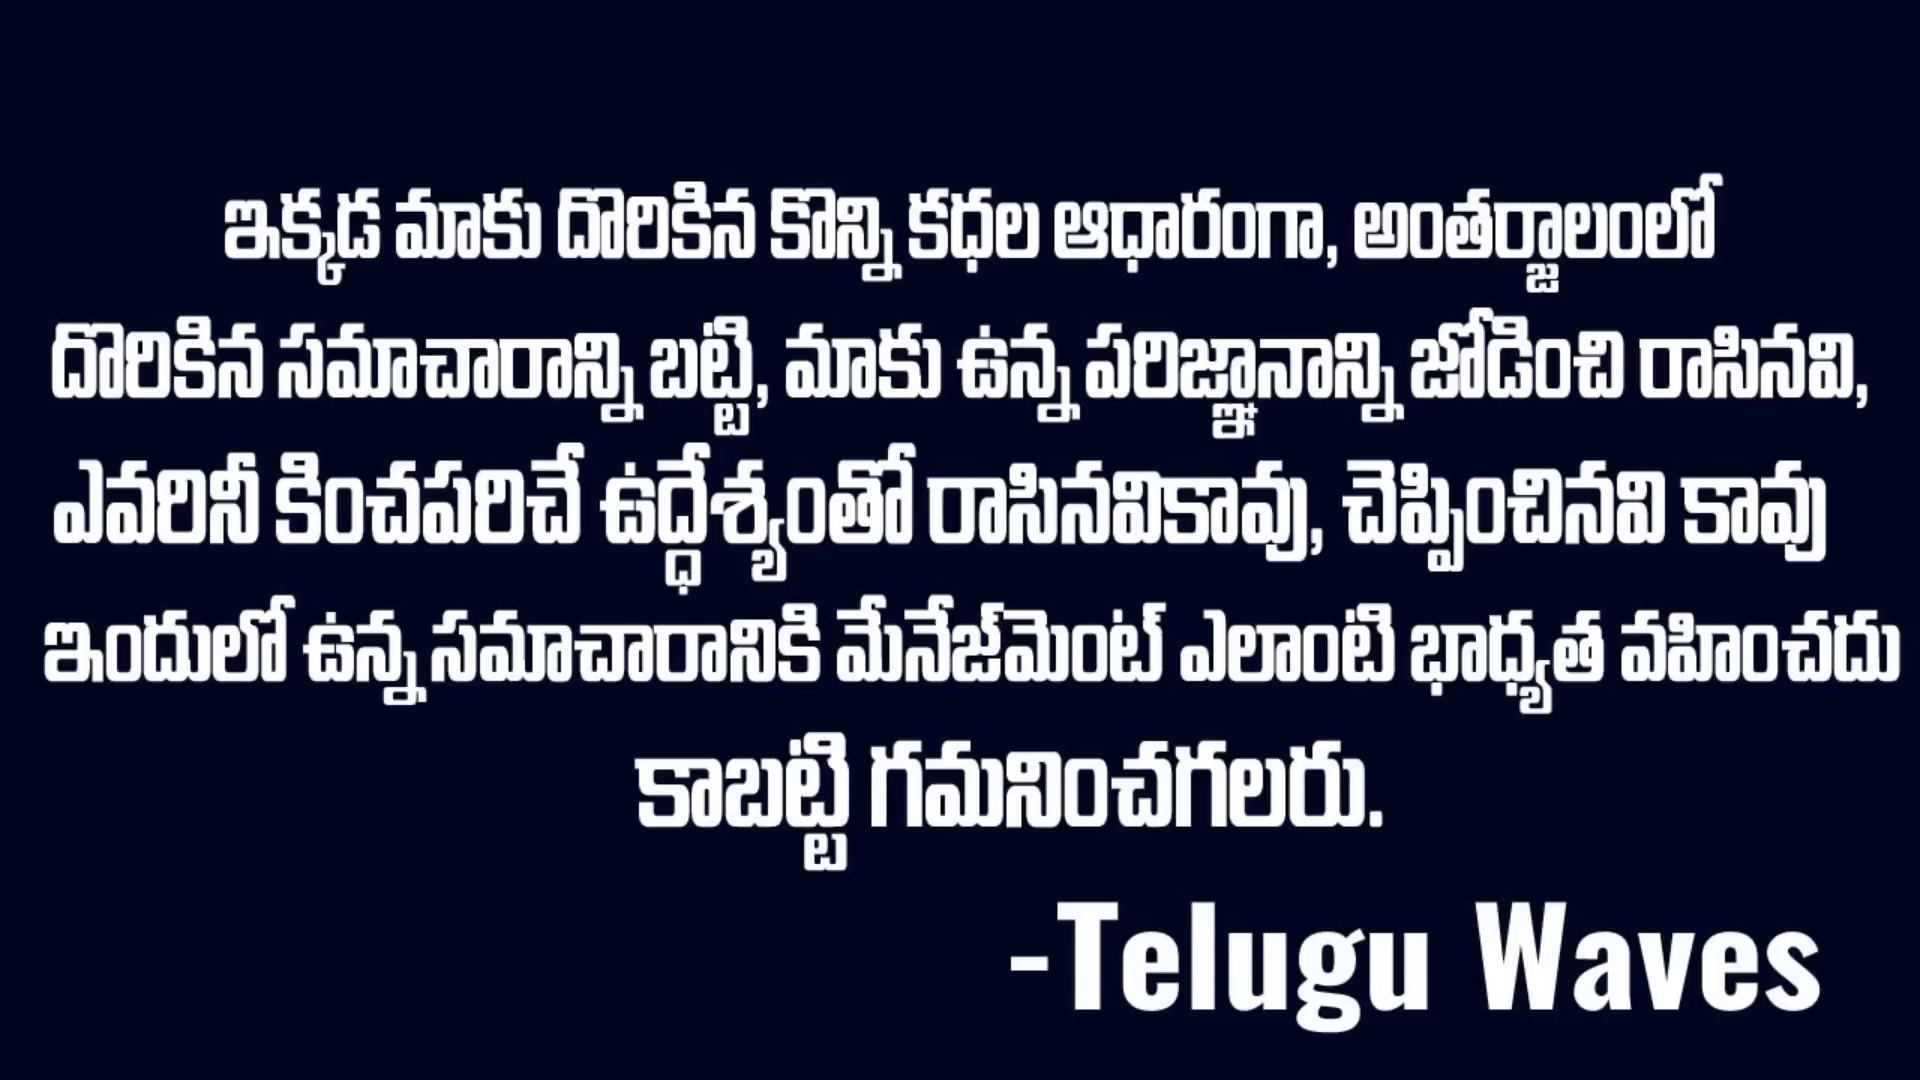 ఇక్కడ మాకు దొరికిన కొన్ని కధల ఆధారంగా, అంతర్జాలంలో
దొరికిన సమాచారాన్ని బట్టి, మాకు ఉన్న పరిజ్ఞానాన్ని జోడించి రాసినవి,
ఎవరినీ కించపరిచే ఉద్ధేశ్యంతో రాసినవికావు, చెప్పించినవి కావు
ఇందులో ఉన్న సమాచారానికి మేనేజ్‌మెంట్ ఎలాంటి భాధ్యత వహించదు
కాబట్టి గమనించగలరు.
-Telugu Waves